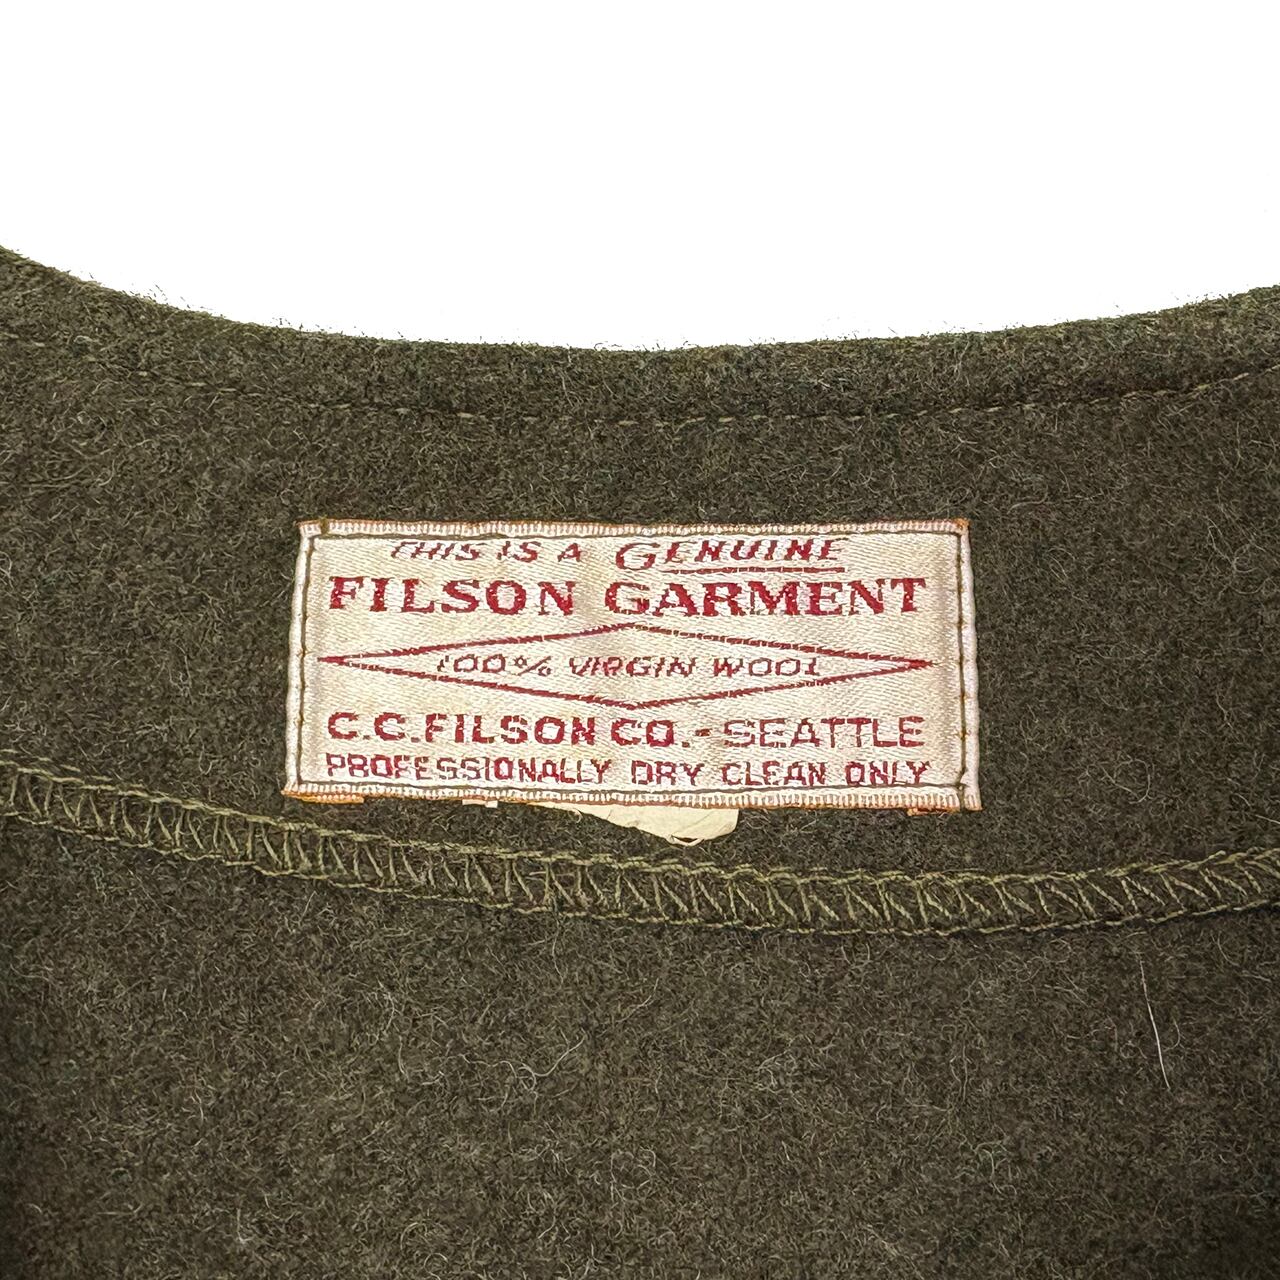 THIS IS A GENUINE
FILSON GARMENT
100% VIRGIN WOOL
C.C.FILSON CO.-SEATTLE
PROFESSIONALLY DRY CLEAN ONLY